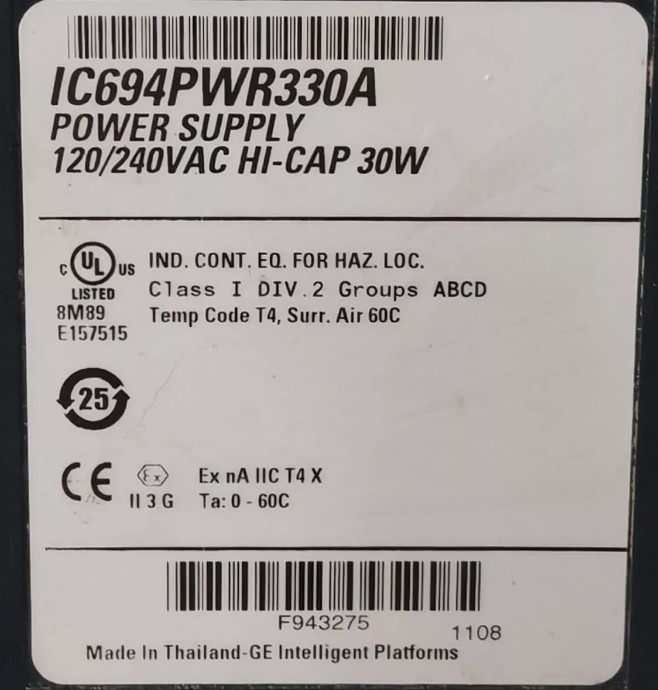 IC694PWR330A
POWER SUPPLY
120/240VAC HI-CAP 30W
C UL US IND. CONT. EQ. FOR HAZ. LOC.
LISTED Class I DIV.2 Groups ABCD
8M89 Temp Code T4, Surr. Air 60C
E157515
25
CE Ex Ex nA IIC T4 X
II 3 G Ta: 0 - 60C
F943275
1108
Made In Thailand-GE Intelligent Platforms